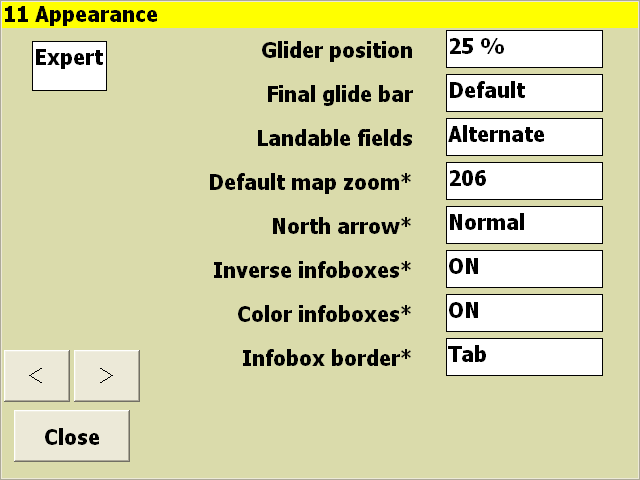 11 Appearance
Expert
Glider position 25 %
Final glide bar Default
Landable fields Alternate
Default map zoom* 206
North arrow* Normal
Inverse infoboxes* ON
Color infoboxes* ON
Infobox border* Tab
< >
Close